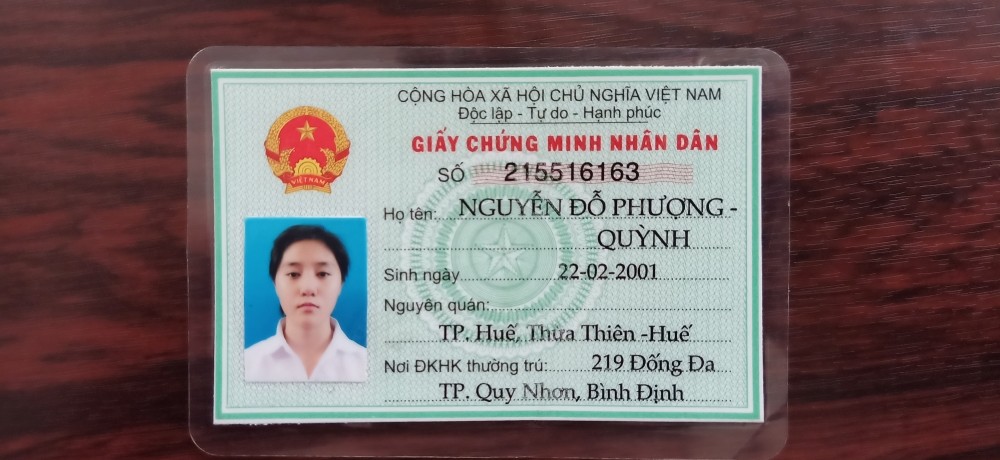 CỘNG HÒA XÃ HỘI CHỦ NGHĨA VIỆT NAM
Độc lập - Tự do - Hạnh phúc
GIẤY CHỨNG MINH NHÂN DÂN
SỐ 215516163
Họ tên: NGUYỄN ĐỖ PHƯỢNG -
QUỲNH
Sinh ngày 22-02-2001
Nguyên quán:
TP. Huế, Thừa Thiên -Huế
Nơi ĐKHK thường trú: 219 Đống Đa
TP. Quy Nhơn, Bình Định
VIỆT NAM